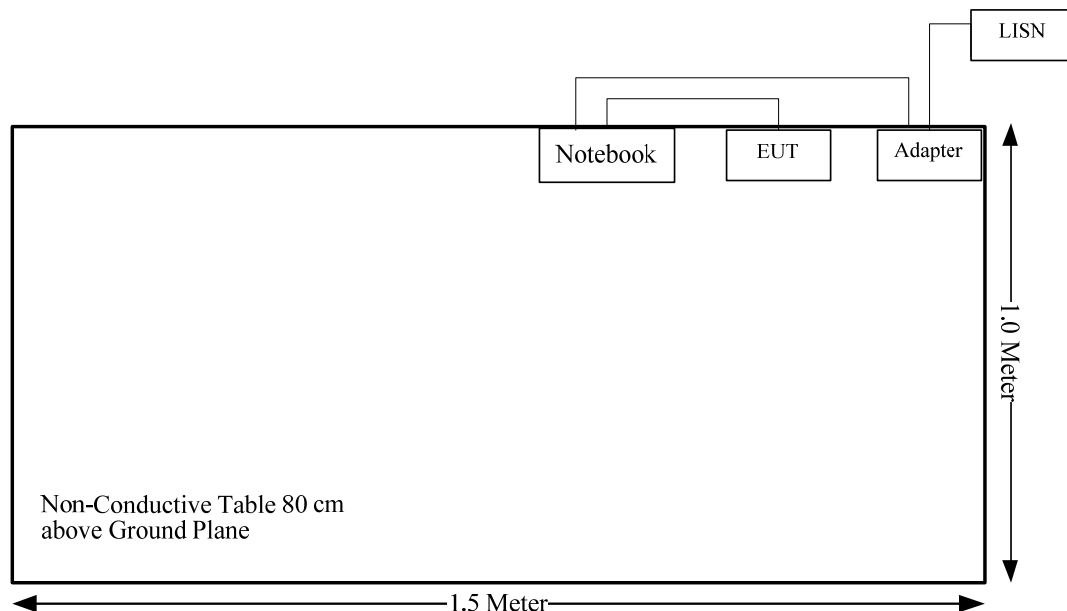 LISN
Notebook
EUT
Adapter
1.0 Meter
Non-Conductive Table 80 cm
above Ground Plane
1.5 Meter